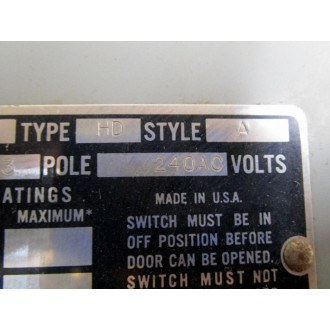 TYPE HD STYLE A
3 POLE 240AC VOLTS
ATINGS MADE IN U.S.A.
MAXIMUM* SWITCH MUST BE IN
OFF POSITION BEFORE
DOOR CAN BE OPENED.
SWITCH MUST NOT